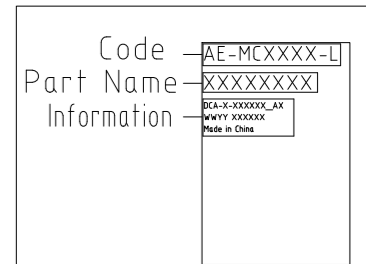 Code AE-MCXXXX-L
Part Name XXXXXXXX
Information DCA-X-XXXXXX_AX
WWYY XXXXXX
Made in China